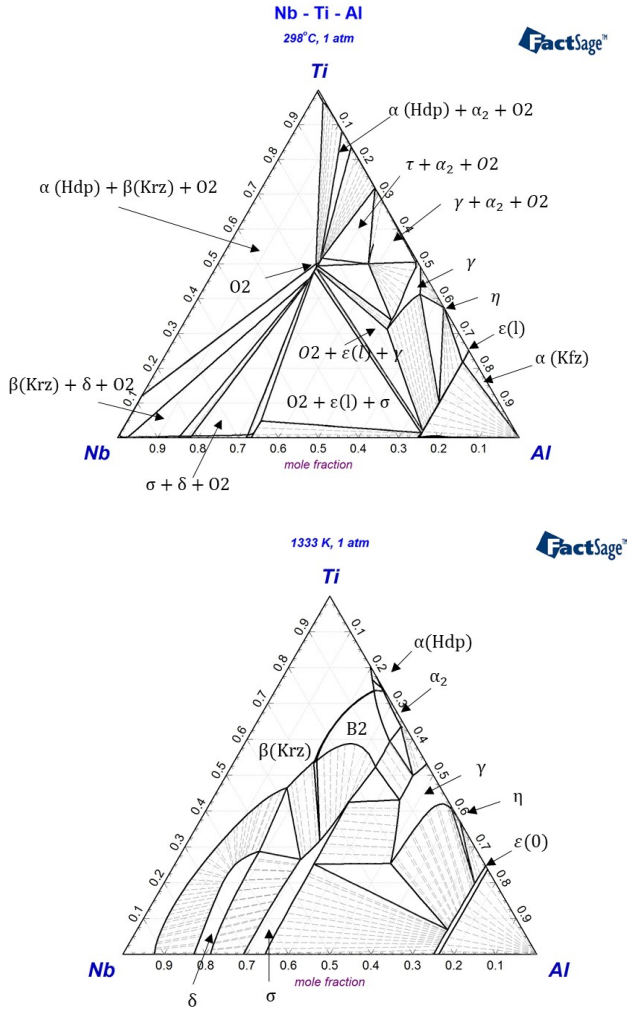 Nb - Ti - Al
298°C, 1 atm
FactSage™
Ti
α (Hdp) + α₂ + O2
τ + α₂ + O2
α (Hdp) + β(Krz) + O2
γ + α₂ + O2
O2
γ
η
ε(l)
α (Kfz)
O2 + ε(l) + γ
β(Krz) + δ + O2
O2 + ε(l) + σ
0.9 0.8 0.7 0.6 0.5 0.4 0.3 0.2 0.1
0.1 0.2 0.3 0.4 0.5 0.6 0.7 0.8 0.9
Nb
0.9 0.8 0.7 0.6 0.5 0.4 0.3 0.2 0.1
Al
mole fraction
σ + δ + O2
1333 K, 1 atm
FactSage™
Ti
α(Hdp)
α₂
B2
β(Krz)
γ
η
ε(0)
0.9 0.8 0.7 0.6 0.5 0.4 0.3 0.2 0.1
0.1 0.2 0.3 0.4 0.5 0.6 0.7 0.8 0.9
Nb
0.9 0.8 0.7 0.6 0.5 0.4 0.3 0.2 0.1
Al
mole fraction
δ
σ